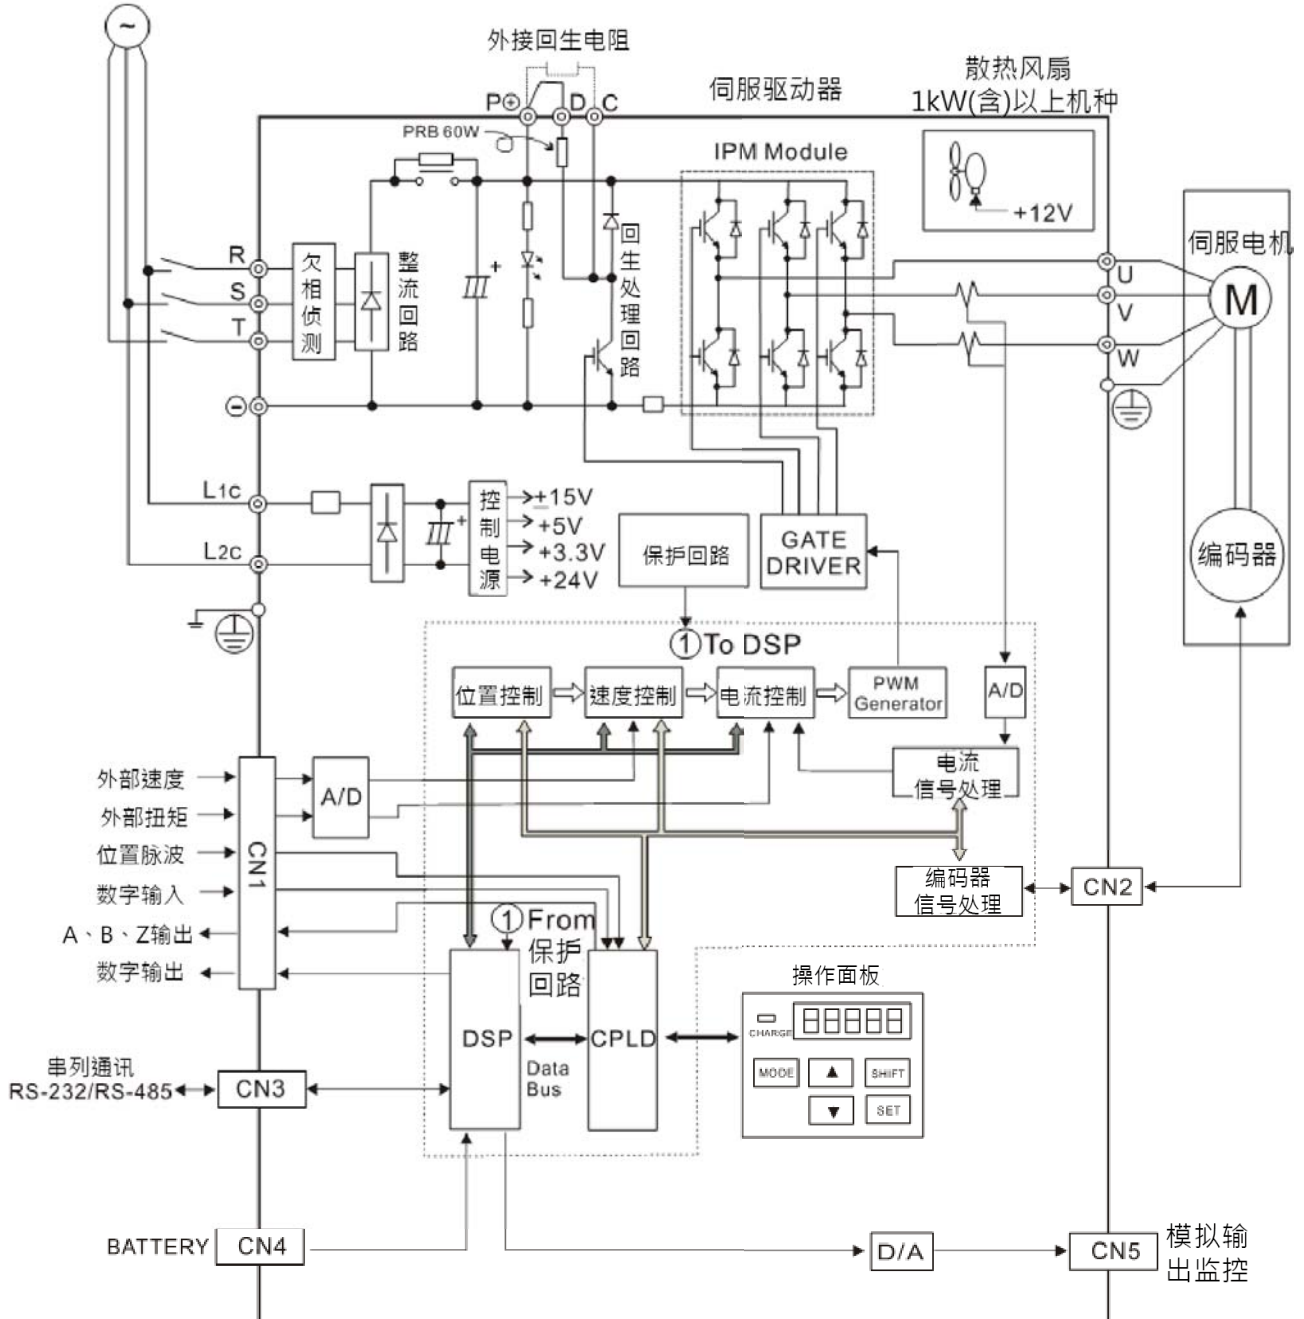 ~
外接回生电阻
P⊕
D
C
伺服驱动器
散热风扇
1kW(含)以上机种
PRB 60W
IPM Module
+12V
伺服电机
M
R
S
T
欠相侦测
整流回路
+
回生处理回路
U
V
W
⊖
L1c
L2c
+
控制电源
±15V
+5V
+3.3V
+24V
保护回路
GATE
DRIVER
编码器
① To DSP
位置控制
速度控制
电流控制
PWM
Generator
A/D
电流
信号处理
外部速度
外部扭矩
位置脉波
数字输入
A、B、Z输出
数字输出
CN1
A/D
编码器
信号处理
CN2
① From
保护
回路
DSP
CPLD
Data
Bus
操作面板
CHARGE
88888
MODE
▲
SHIFT
▼
SET
串列通讯
RS-232/RS-485
CN3
BATTERY
CN4
D/A
CN5
模拟输
出监控